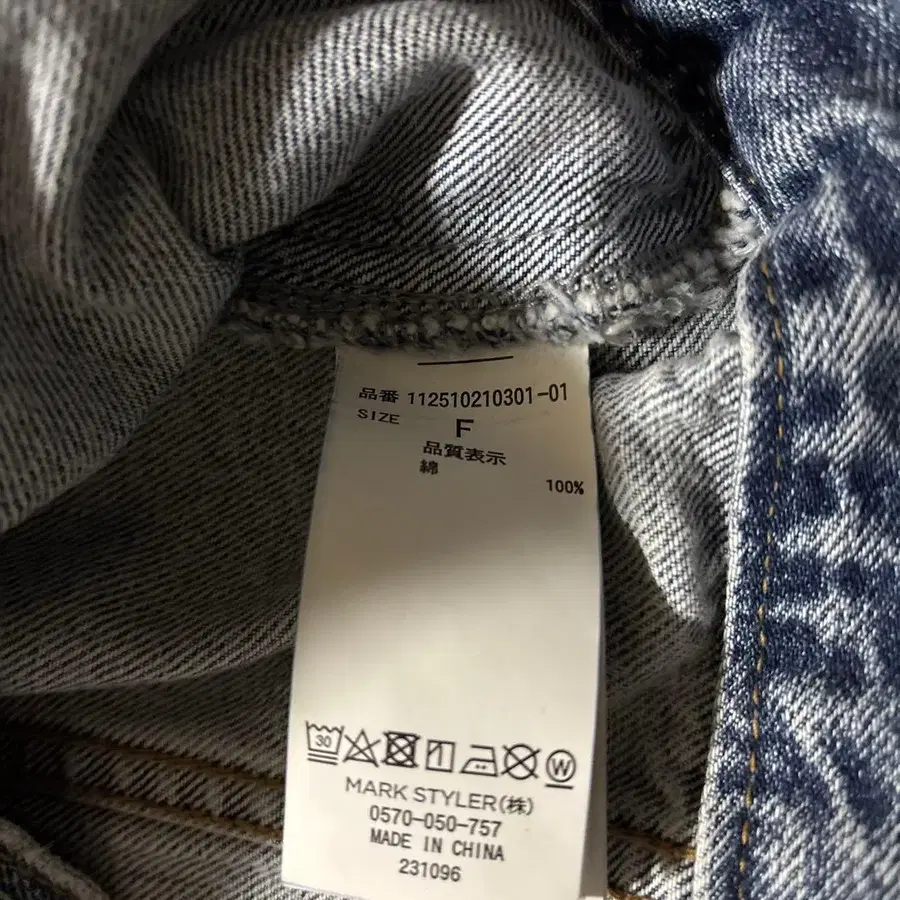 品番 112510210301-01
SIZE F
品質表示
綿
100%
30 W
MARK STYLER(株)
0570-050-757
MADE IN CHINA
231096